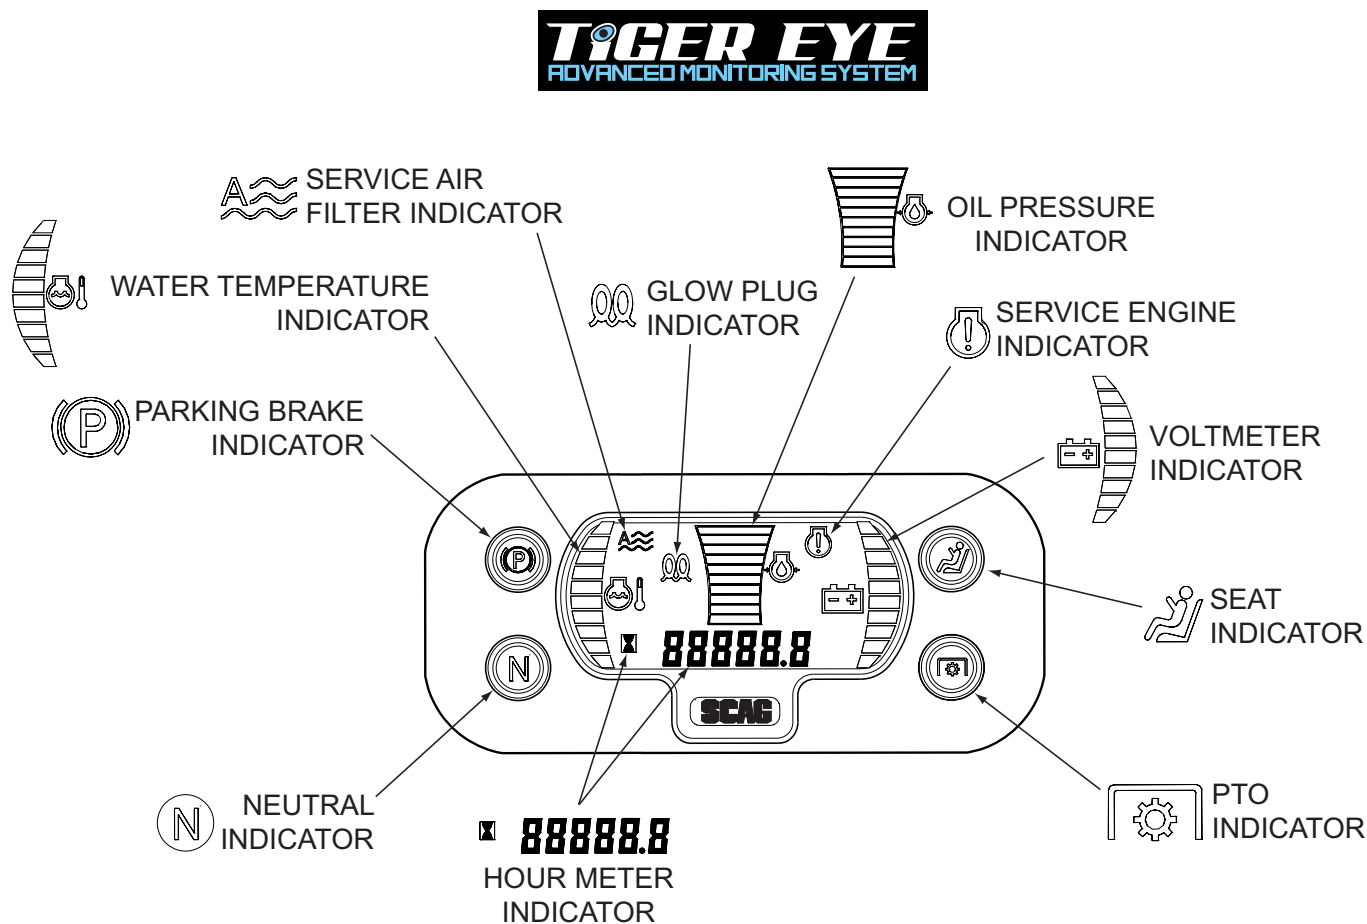 TiGER EYE
ADVANCED MONITORING SYSTEM
A SERVICE AIR
FILTER INDICATOR
OIL PRESSURE
INDICATOR
WATER TEMPERATURE
INDICATOR
GLOW PLUG
INDICATOR
SERVICE ENGINE
INDICATOR
P PARKING BRAKE
INDICATOR
VOLTMETER
INDICATOR
A
P
SEAT
INDICATOR
88888.8
N
SCAG
N NEUTRAL
INDICATOR
PTO
INDICATOR
88888.8
HOUR METER
INDICATOR